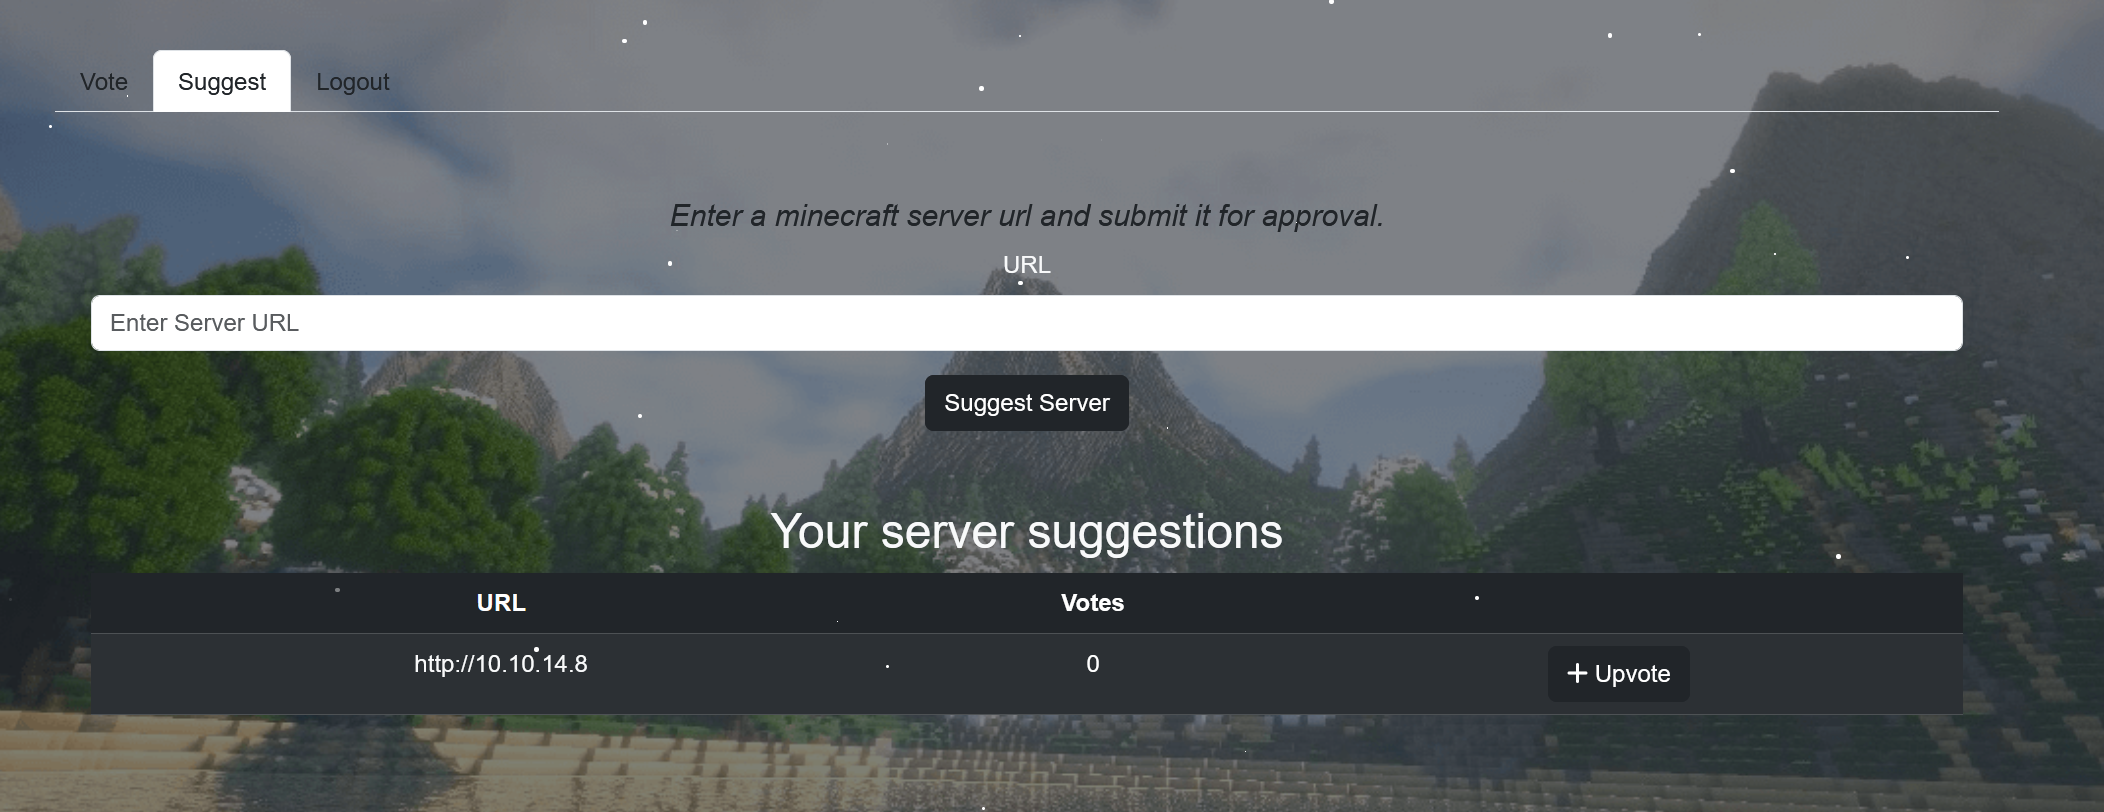 Vote Suggest Logout
Enter a minecraft server url and submit it for approval.
URL
Enter Server URL
Suggest Server
Your server suggestions
URL Votes
http://10.10.14.8 0 + Upvote